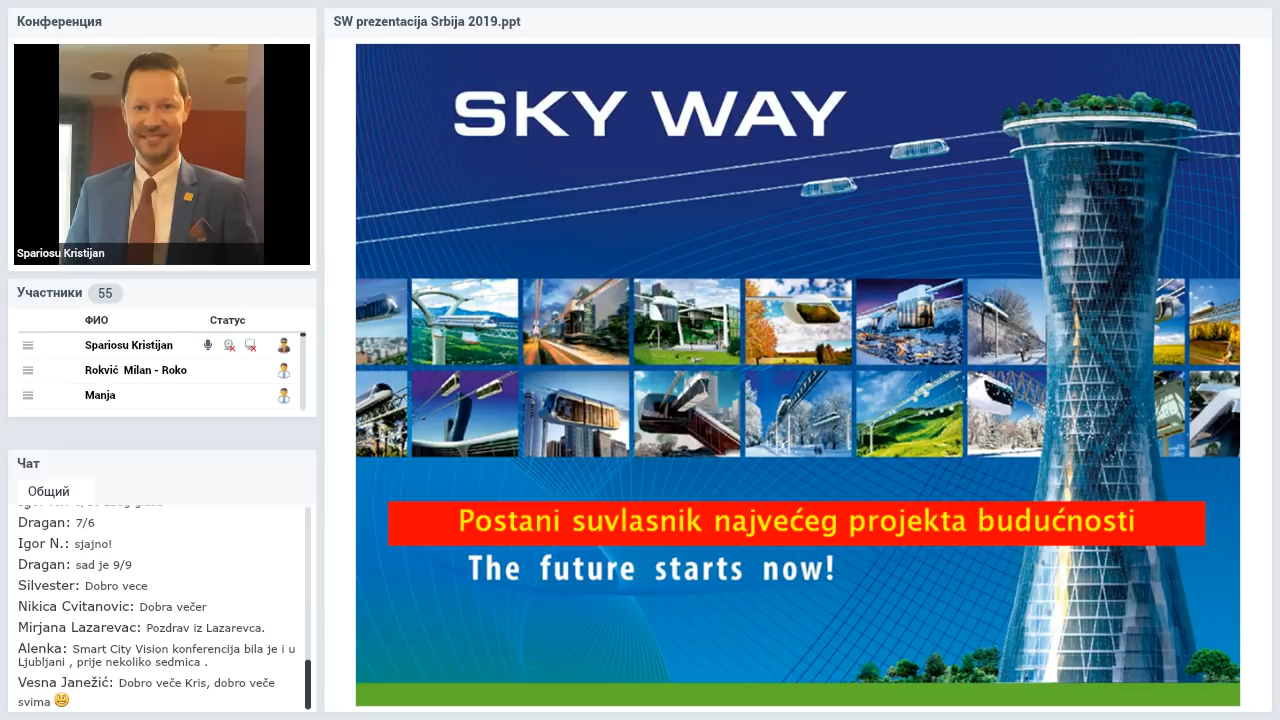 Конференция
Spariosu Kristijan
Участники 55
ФИО Статус
Spariosu Kristijan
Rokvić Milan - Roko
Manja
Чат
Общий
Dragan: 7/6
Igor N.: sjajno!
Dragan: sad je 9/9
Silvester: Dobro vece
Nikica Cvitanovic: Dobra večer
Mirjana Lazarevac: Pozdrav iz Lazarevca.
Alenka: Smart City Vision konferencija bila je i u
Ljubljani , prije nekoliko sedmica .
Vesna Janežić: Dobro veče Kris, dobro veče
svima
SW prezentacija Srbija 2019.ppt
SKY WAY
Postani suvlasnik najvećeg projekta budućnosti
The future starts now!